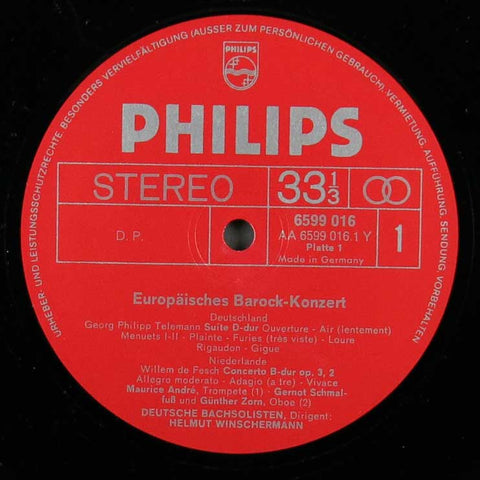 URHEBER- UND LEISTUNGSSCHUTZRECHTE, BESONDERS VERVIELFÄLTIGUNG (AUSSER ZUM PERSÖNLICHEN GEBRAUCH), VERMIETUNG, AUFFÜHRUNG, SENDUNG VORBEHALTEN
PHILIPS
PHILIPS
STEREO
33 1/3
6599 016
AA 6599 016.1 Y
Platte 1
Made in Germany
1
D.P.
Europäisches Barock-Konzert
Deutschland
Georg Philipp Telemann Suite D-dur Ouverture - Air (lentement)
Menuets I-II - Plainte - Furies (très viste) - Loure
Rigaudon - Gigue
Niederlande
Willem de Fesch Concerto B-dur op. 3, 2
Allegro moderato - Adagio (a tre) - Vivace
Maurice André, Trompete (1) - Gernot Schmal-
fuß und Günther Zorn, Oboe (2)
DEUTSCHE BACHSOLISTEN, Dirigent:
HELMUT WINSCHERMANN